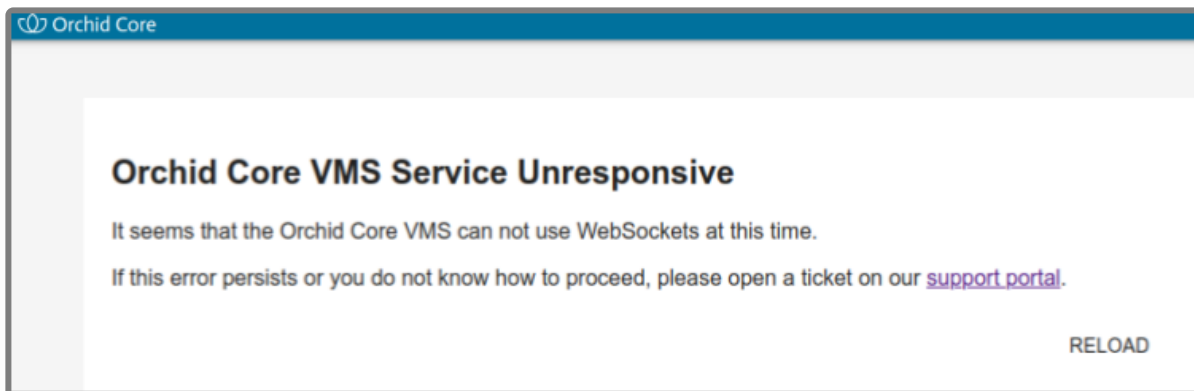 Orchid Core
Orchid Core VMS Service Unresponsive
It seems that the Orchid Core VMS can not use WebSockets at this time.
If this error persists or you do not know how to proceed, please open a ticket on our support portal.
RELOAD